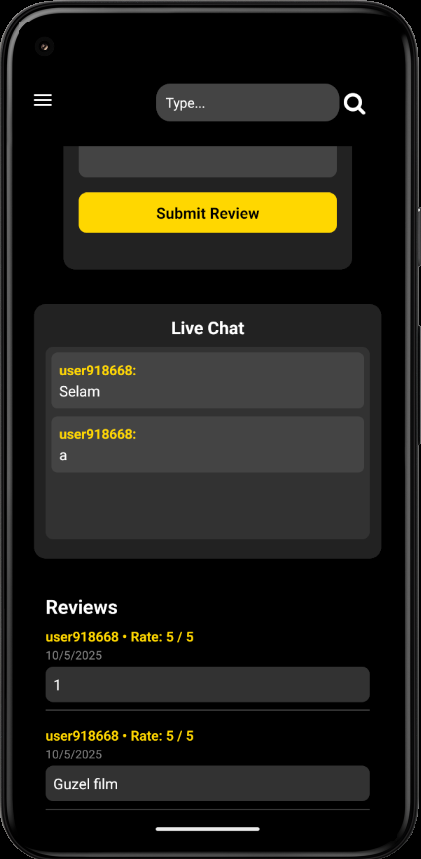 Type...
Submit Review
Live Chat
user918668:
Selam
user918668:
a
Reviews
user918668 • Rate: 5 / 5
10/5/2025
1
user918668 • Rate: 5 / 5
10/5/2025
Guzel film